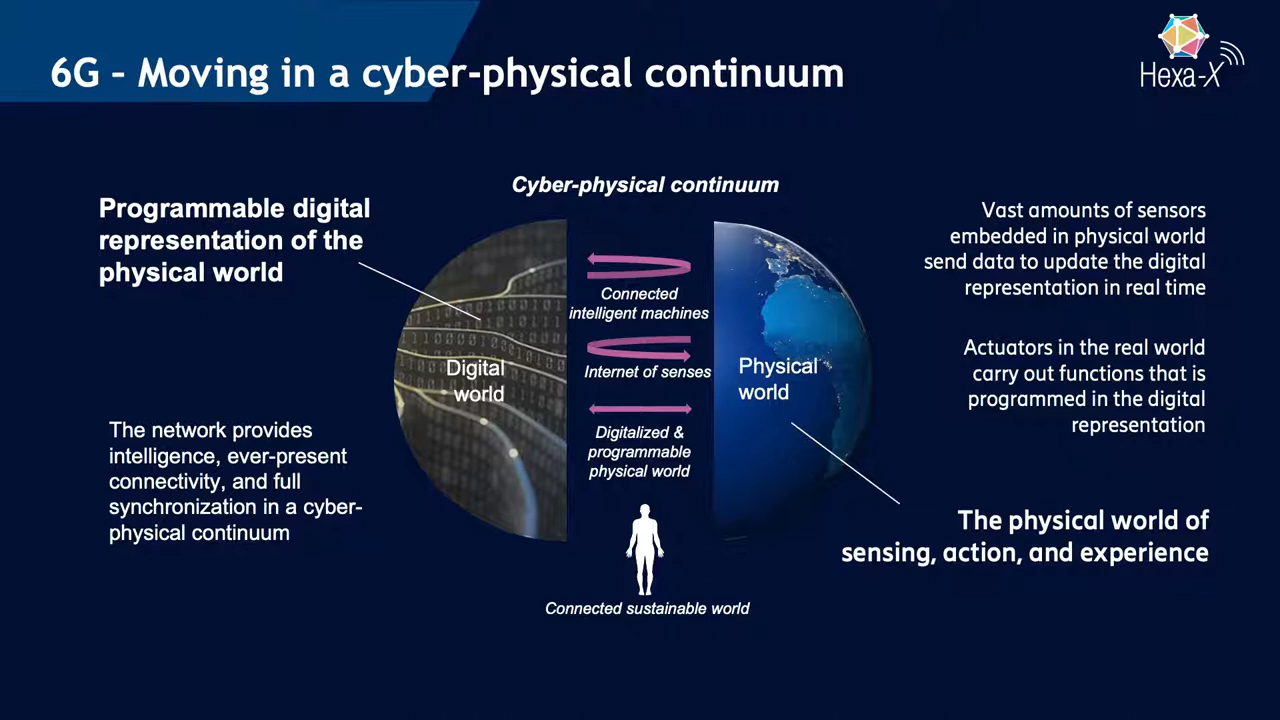 6G – Moving in a cyber-physical continuum
Hexa-X
Cyber-physical continuum
Programmable digital
representation of the
physical world
The network provides
intelligence, ever-present
connectivity, and full
synchronization in a cyber-
physical continuum
Digital
world
Connected
intelligent machines
Internet of senses
Digitalized &
programmable
physical world
Connected sustainable world
Physical
world
Vast amounts of sensors
embedded in physical world
send data to update the digital
representation in real time
Actuators in the real world
carry out functions that is
programmed in the digital
representation
The physical world of
sensing, action, and experience